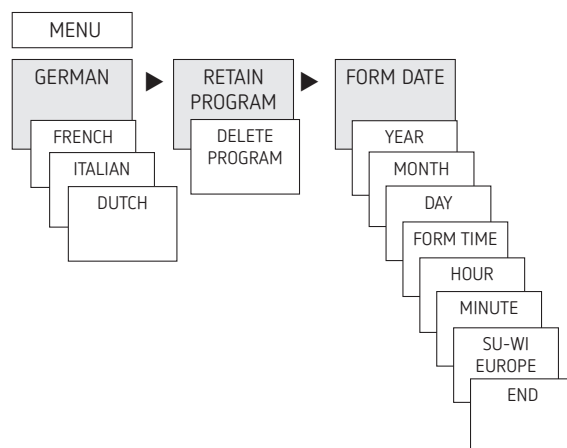 MENU
GERMAN
FRENCH
ITALIAN
DUTCH
RETAIN
PROGRAM
DELETE
PROGRAM
FORM DATE
YEAR
MONTH
DAY
FORM TIME
HOUR
MINUTE
SU-WI
EUROPE
END